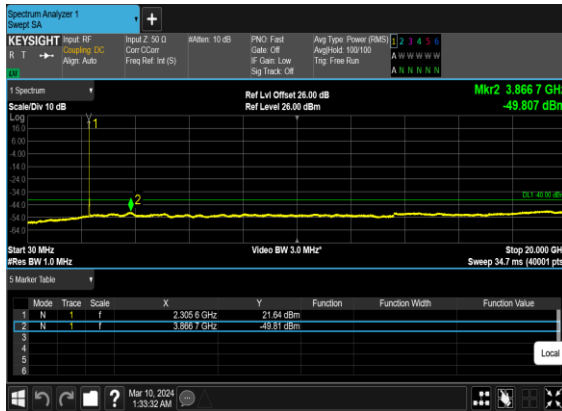 Spectrum Analyzer 1
Swept SA
KEYSIGHT Input: RF Input Z: 50 Ω #Atten: 10 dB PNO: Fast Avg Type: Power (RMS) 1 2 3 4 5 6
R T Coupling: DC Corr CCorr Gate: Off Avg|Hold: 100/100 A W W W W W
Align: Auto Freq Ref: Int (S) IF Gain: Low Trig: Free Run
LXI Sig Track: Off A N N N N N
1 Spectrum Ref Lvl Offset 26.00 dB Mkr2 3.866 7 GHz
Scale/Div 10 dB Ref Level 26.00 dBm -49.807 dBm
Log
16.0 1
6.00
-4.00
-14.0
-24.0
-34.0 DL1 -40.00 dB
-44.0 2
-54.0
-64.0
Start 30 MHz Video BW 3.0 MHz* Stop 20.000 GH
#Res BW 1.0 MHz Sweep 34.7 ms (40001 pts
5 Marker Table
Mode Trace Scale X Y Function Function Width Function Value
1 N 1 f 2.305 6 GHz 21.64 dBm
2 N 1 f 3.866 7 GHz -49.81 dBm
3
4
5 Local
6
? Mar 10, 2024
1:33:32 AM